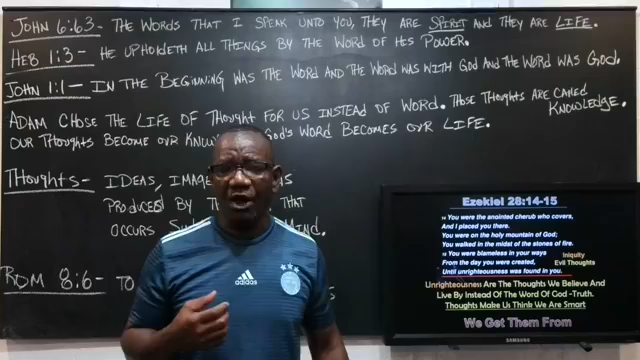 JOHN 6:63- THE WORDS THAT I SPEAK UNTO YOU, THEY ARE SPIRIT AND THEY ARE LIFE.
HEB 1:3- HE UPHOLDETH ALL THINGS BY THE WORD OF HIS POWER.
JOHN 1:1- IN THE BEGINNING WAS THE WORD AND THE WORD WAS WITH GOD AND THE WORD WAS GOD.
ADAM CHOSE THE LIFE OF THOUGHT FOR US INSTEAD OF WORD. THOSE THOUGHTS ARE CALLED
KNOWLEDGE.
OUR THOUGHTS BECOME OUR GOD'S WORD BECOMES OUR LIFE.
THOUGHTS- IDEAS,
PRODUCED BY THAT
OCCURS MIND.
ROM 8:6- TO
adidas
Ezekiel 28:14-15
14 You were the anointed cherub who covers,
And I placed you there.
You were on the holy mountain of God;
You walked in the midst of the stones of fire.
15 You were blameless in your ways
From the day you were created,
Until unrighteousness was found in you.
Iniquity
Evil Thoughts
Unrighteousness Are The Thoughts We Believe And
Live By Instead Of The Word Of God -Truth.
Thoughts Make Us Think We Are Smart
We Get Them From
SAMSUNG